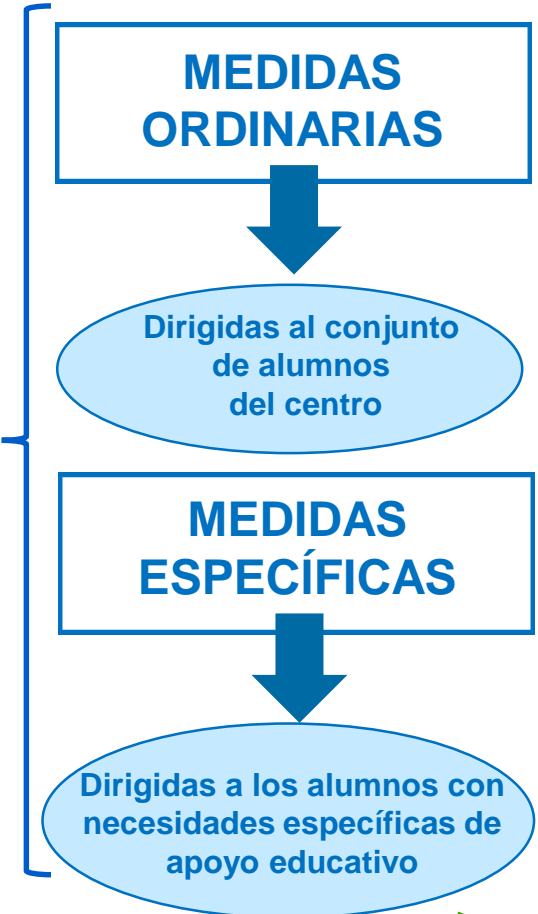 MEDIDAS
ORDINARIAS
Dirigidas al conjunto
de alumnos
del centro
MEDIDAS
ESPECÍFICAS
Dirigidas a los alumnos con
necesidades específicas de
apoyo educativo